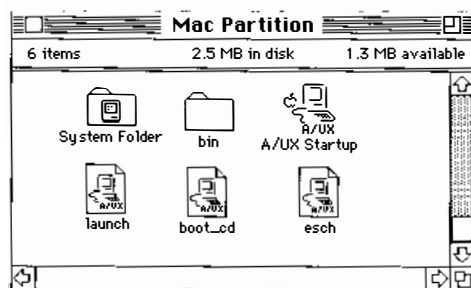 Mac Partition
6 items 2.5 MB in disk 1.3 MB available
System Folder bin A/UX
A/UX Startup
A/UX A/UX A/UX
launch boot_cd esch